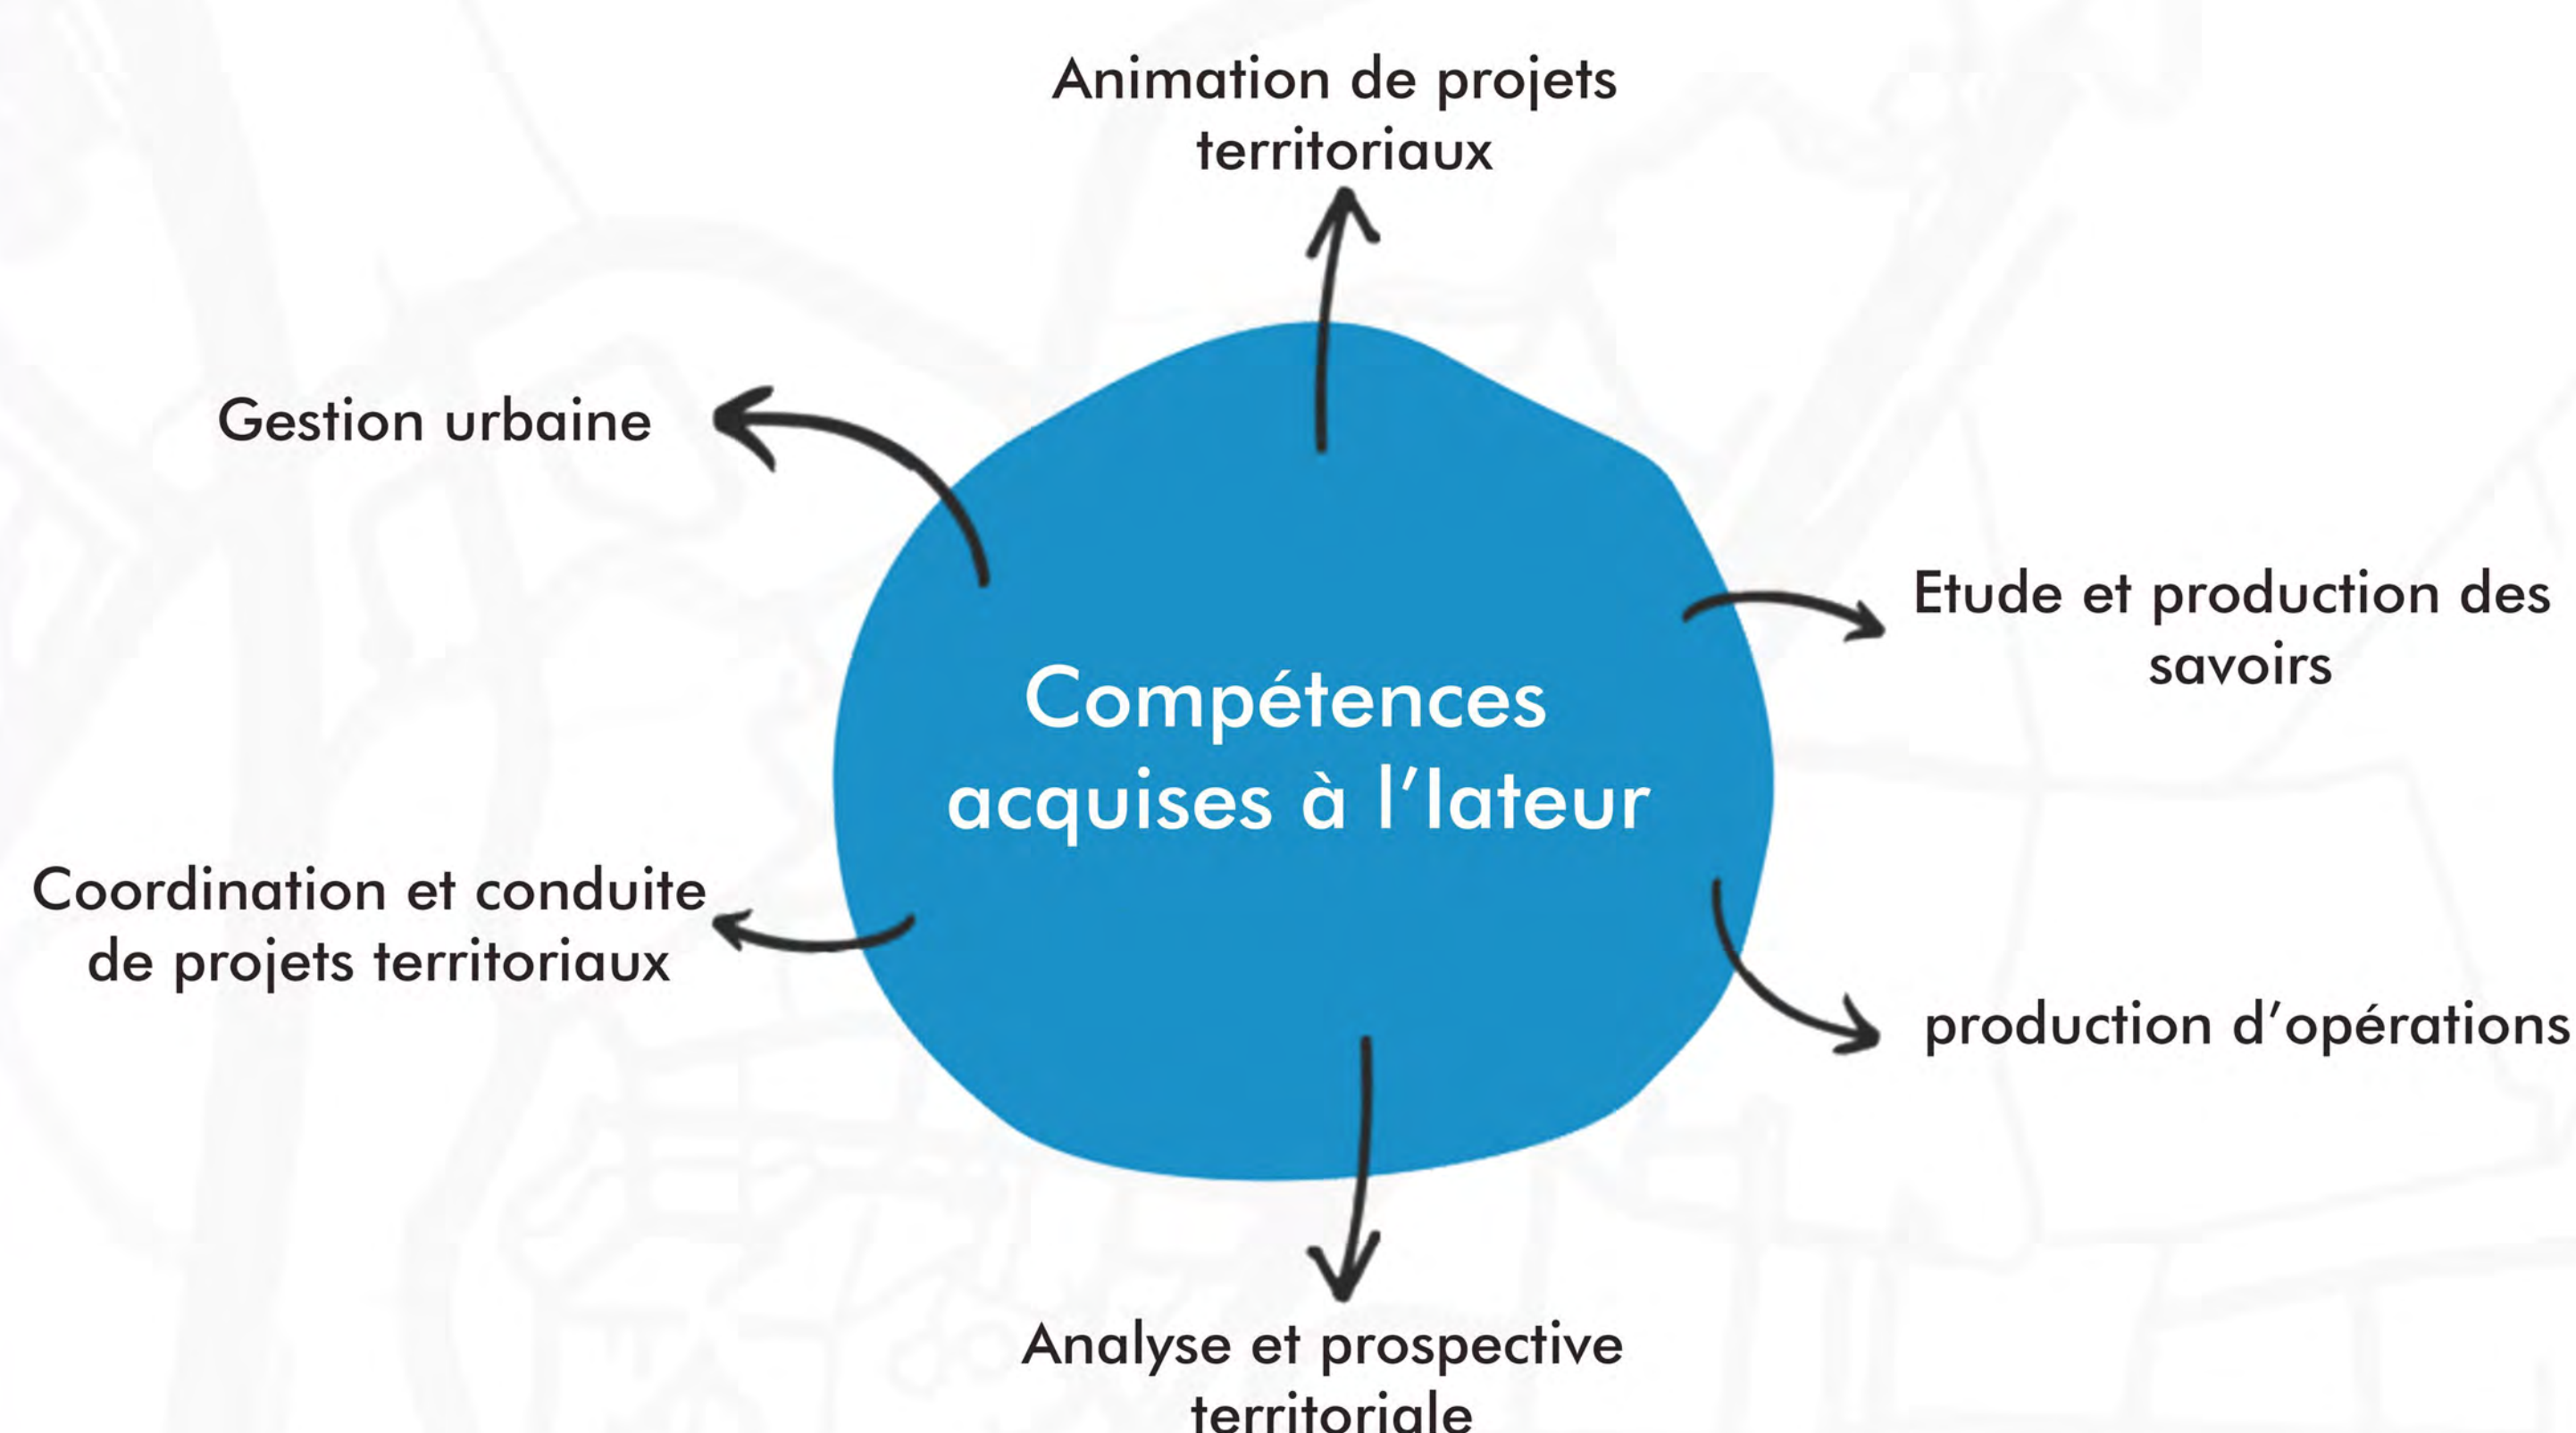 Animation de projets
territoriaux
Gestion urbaine
Etude et production des
savoirs
Compétences
acquises à l'lateur
Coordination et conduite
de projets territoriaux
production d'opérations
Analyse et prospective
territoriale